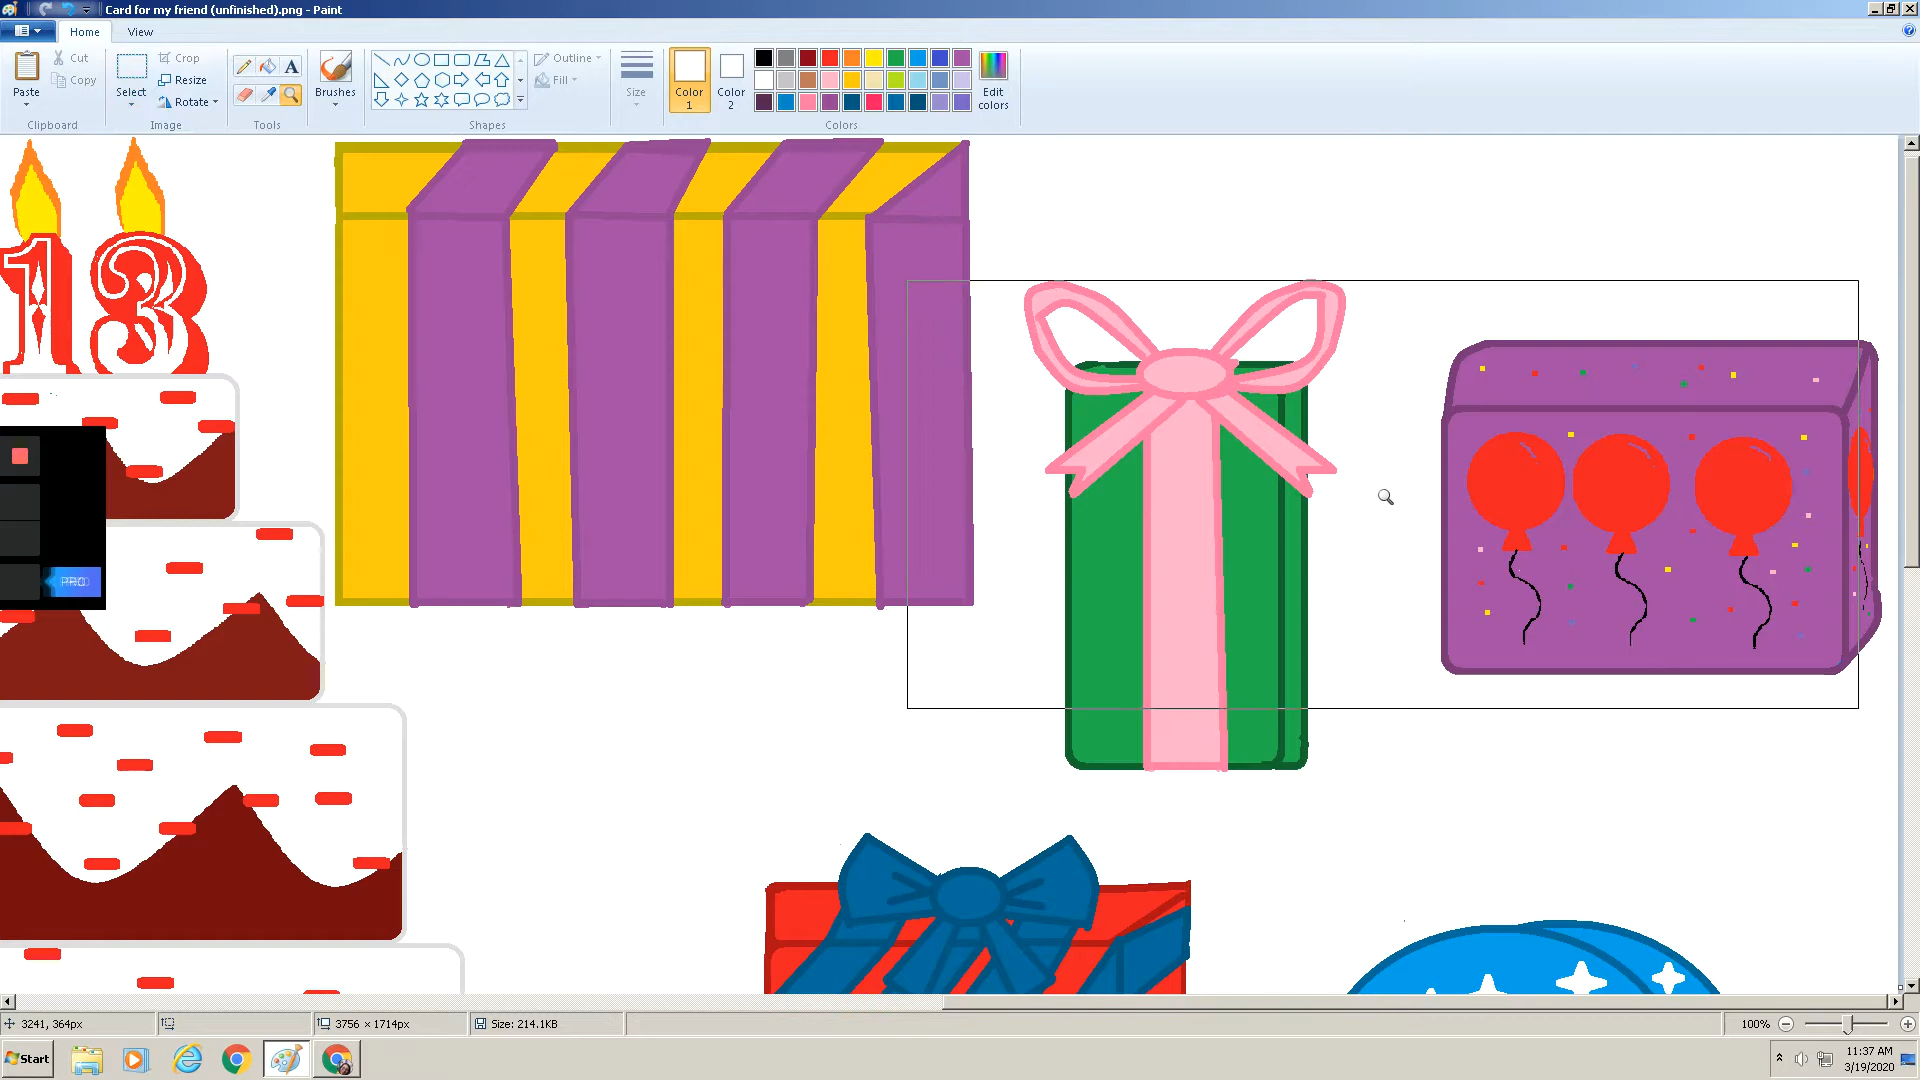 Card for my friend (unfinished).png - Paint
Home
View
Paste
Cut
Copy
Clipboard
Select
Crop
Resize
Rotate
Image
A
Tools
Brushes
Shapes
Outline
Fill
Size
Color 1
Color 2
Colors
Edit colors
13
3241, 364px
3756 × 1714px
Size: 214.1KB
100%
Start
11:37 AM
3/19/2020